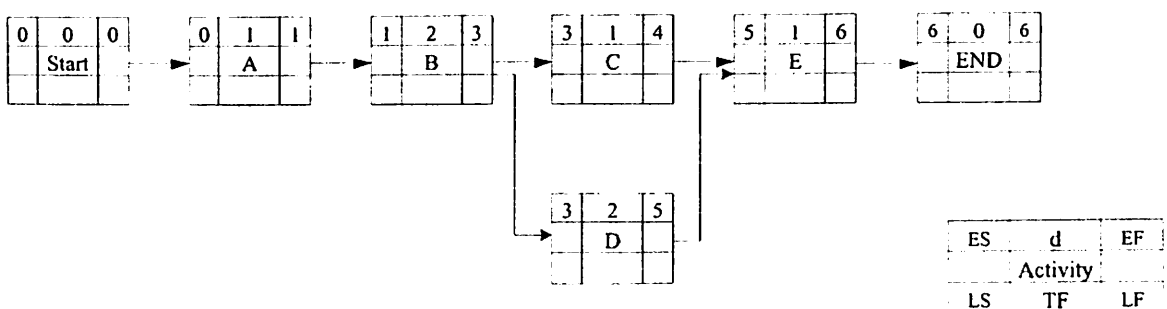 0 0 0
Start
0 1 1
A
1 2 3
B
3 1 4
C
5 1 6
E
6 0 6
END
3 2 5
D
ES d EF
Activity
LS TF LF